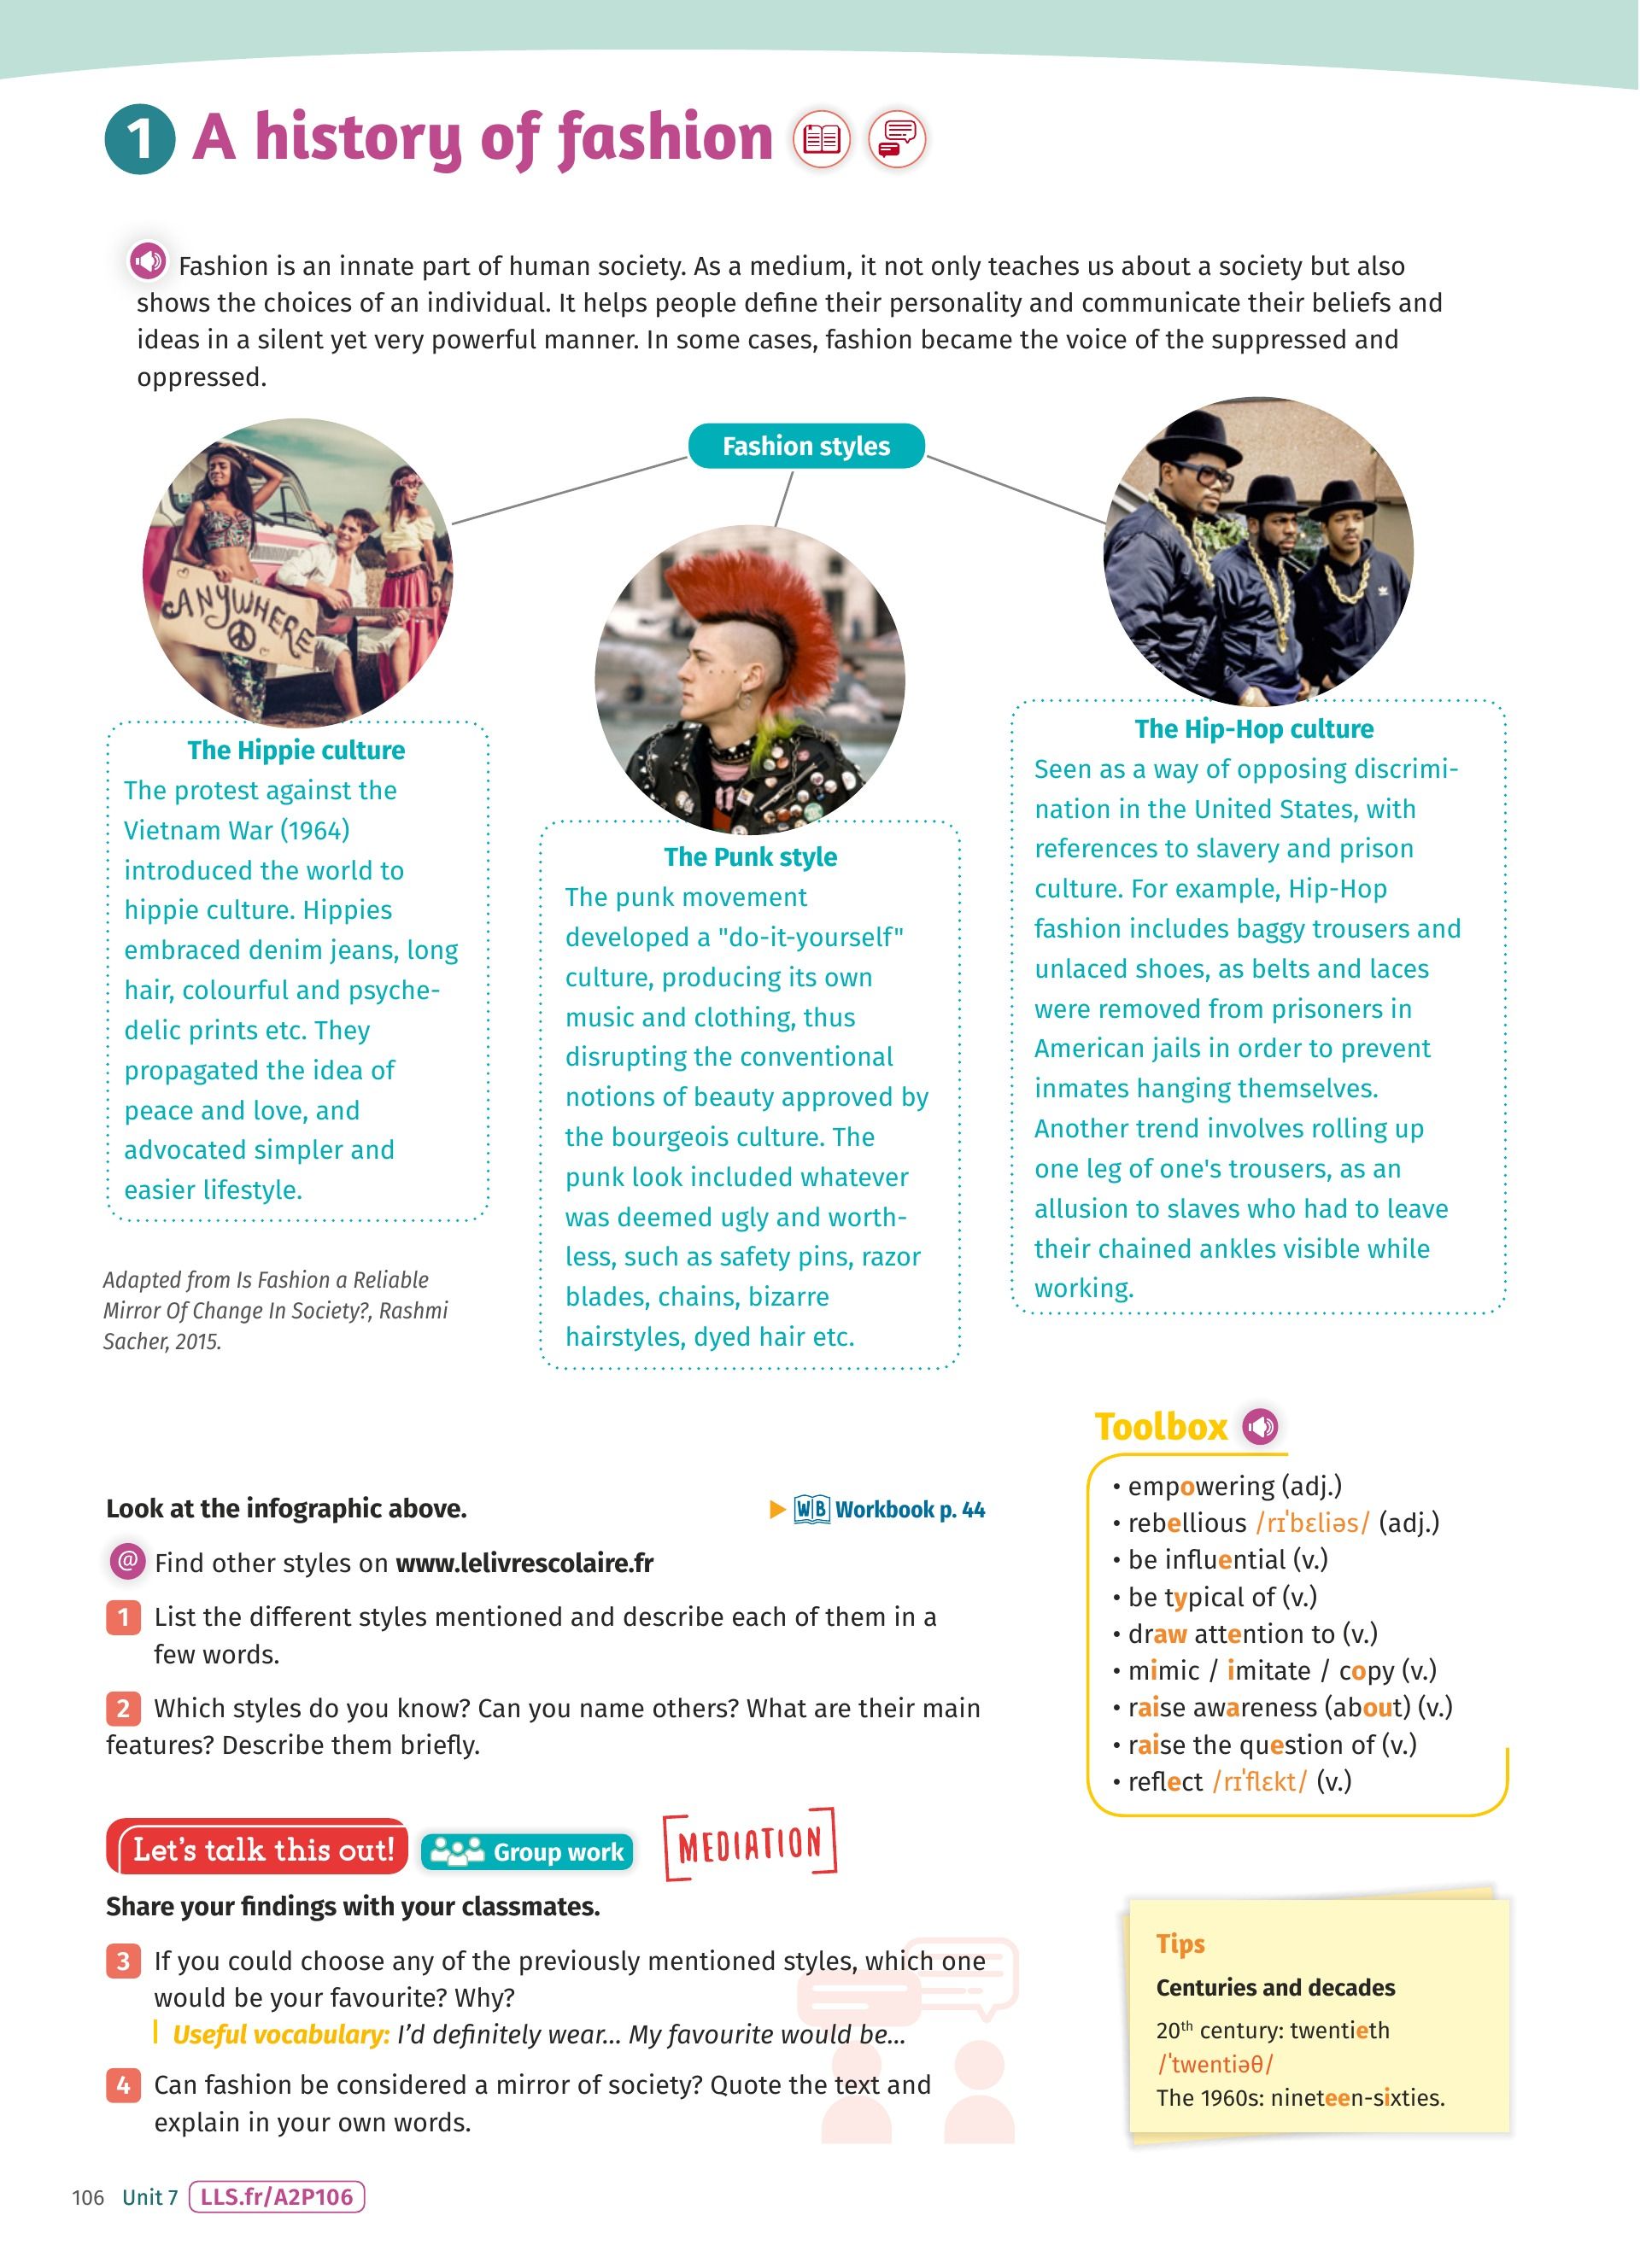 1 A history of fashion
Fashion is an innate part of human society. As a medium, it not only teaches us about a society but also
shows the choices of an individual. It helps people define their personality and communicate their beliefs and
ideas in a silent yet very powerful manner. In some cases, fashion became the voice of the suppressed and
oppressed.
Fashion styles
ANYWHERE
The Hippie culture
The protest against the
Vietnam War (1964)
introduced the world to
hippie culture. Hippies
embraced denim jeans, long
hair, colourful and psyche-
delic prints etc. They
propagated the idea of
peace and love, and
advocated simpler and
easier lifestyle.
Adapted from Is Fashion a Reliable
Mirror Of Change In Society?, Rashmi
Sacher, 2015.
The Punk style
The punk movement
developed a "do-it-yourself"
culture, producing its own
music and clothing, thus
disrupting the conventional
notions of beauty approved by
the bourgeois culture. The
punk look included whatever
was deemed ugly and worth-
less, such as safety pins, razor
blades, chains, bizarre
hairstyles, dyed hair etc.
The Hip-Hop culture
Seen as a way of opposing discrimi-
nation in the United States, with
references to slavery and prison
culture. For example, Hip-Hop
fashion includes baggy trousers and
unlaced shoes, as belts and laces
were removed from prisoners in
American jails in order to prevent
inmates hanging themselves.
Another trend involves rolling up
one leg of one's trousers, as an
allusion to slaves who had to leave
their chained ankles visible while
working.
Look at the infographic above.
WB Workbook p. 44
@ Find other styles on www.lelivrescolaire.fr
1 List the different styles mentioned and describe each of them in a
few words.
2 Which styles do you know? Can you name others? What are their main
features? Describe them briefly.
Let's talk this out!
Group work
MEDIATION
Share your findings with your classmates.
3 If you could choose any of the previously mentioned styles, which one
would be your favourite? Why?
Useful vocabulary: I'd definitely wear... My favourite would be...
4 Can fashion be considered a mirror of society? Quote the text and
explain in your own words.
Toolbox
• empowering (adj.)
• rebellious /rɪˈbɛliəs/ (adj.)
• be influential (v.)
• be typical of (v.)
• draw attention to (v.)
• mimic / imitate / copy (v.)
• raise awareness (about) (v.)
• raise the question of (v.)
• reflect /rɪˈflɛkt/ (v.)
Tips
Centuries and decades
20th century: twentieth
/ˈtwentiəθ/
The 1960s: nineteen-sixties.
106 Unit 7 LLS.fr/A2P106